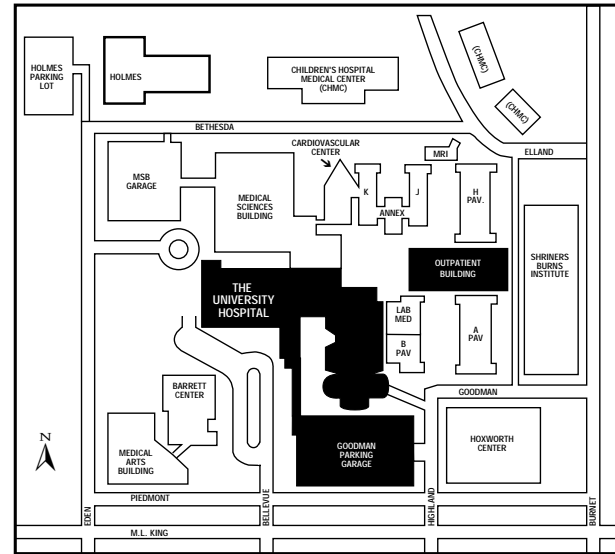 HOLMES
PARKING
LOT
HOLMES
CHILDREN'S HOSPITAL
MEDICAL CENTER
(CHMC)
(CHMC)
(CHMC)
BETHESDA
ELLAND
CARDIOVASCULAR
CENTER
MRI
MSB
GARAGE
MEDICAL
SCIENCES
BUILDING
K
J
ANNEX
H
PAV.
SHRINERS
BURNS
INSTITUTE
OUTPATIENT
BUILDING
THE
UNIVERSITY
HOSPITAL
LAB
MED
B
PAV
A
PAV
GOODMAN
BARRETT
CENTER
MEDICAL
ARTS
BUILDING
GOODMAN
PARKING
GARAGE
HOXWORTH
CENTER
N
PIEDMONT
EDEN
BELLEVUE
HIGHLAND
BURNET
M.L. KING